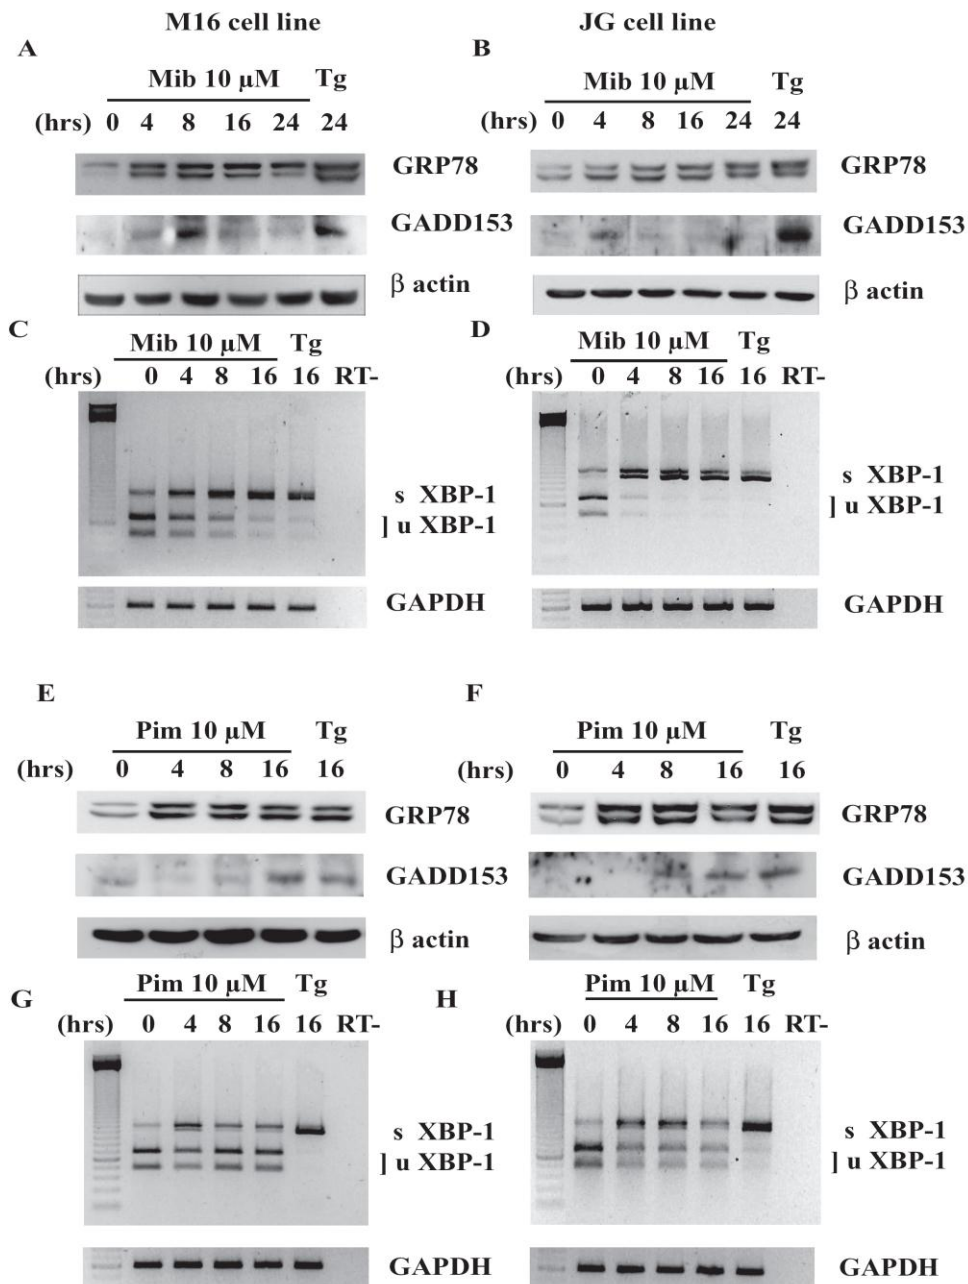 M16 cell line
JG cell line
A
Mib 10 μM Tg
(hrs) 0 4 8 16 24 24
GRP78
GADD153
β actin
B
Mib 10 μM Tg
(hrs) 0 4 8 16 24 24
GRP78
GADD153
β actin
C
Mib 10 μM Tg
(hrs) 0 4 8 16 16 RT-
s XBP-1
] u XBP-1
GAPDH
D
Mib 10 μM Tg
(hrs) 0 4 8 16 16 RT-
s XBP-1
] u XBP-1
GAPDH
E
Pim 10 μM Tg
(hrs) 0 4 8 16 16
GRP78
GADD153
β actin
F
Pim 10 μM Tg
(hrs) 0 4 8 16 16
GRP78
GADD153
β actin
G
Pim 10 μM Tg
(hrs) 0 4 8 16 16 RT-
s XBP-1
] u XBP-1
GAPDH
H
Pim 10 μM Tg
(hrs) 0 4 8 16 16 RT-
s XBP-1
] u XBP-1
GAPDH